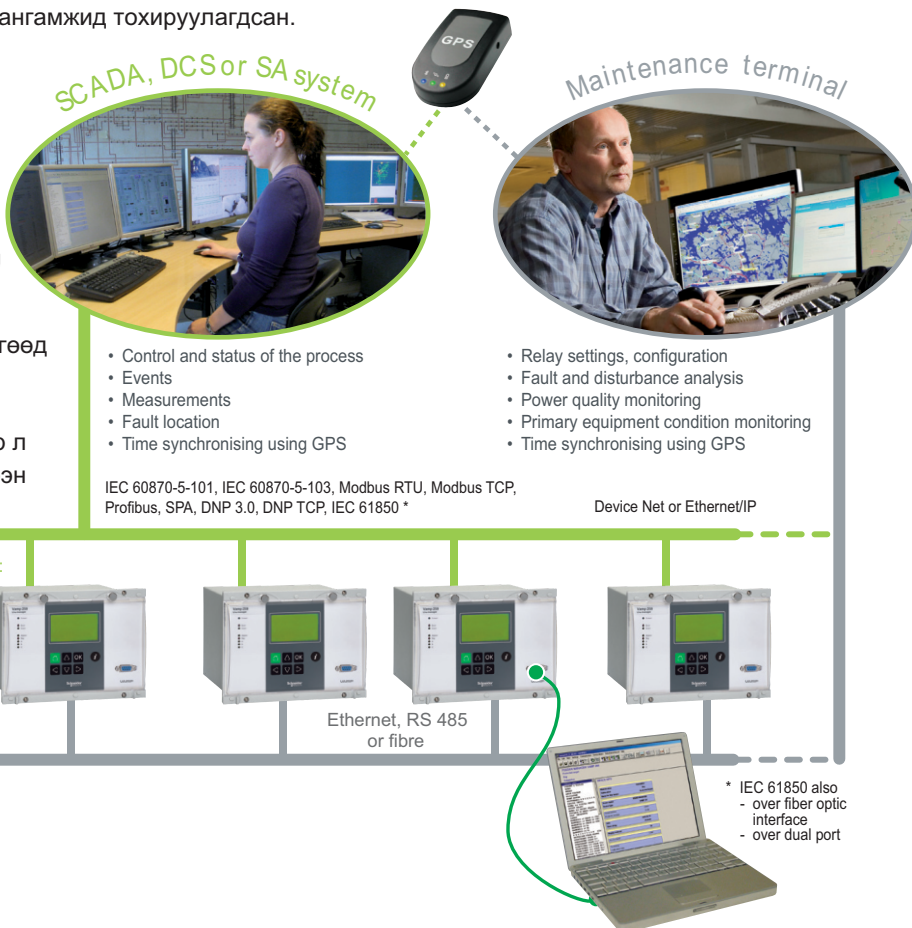 ангамжид тохируулагдсан.
GPS
SCADA, DCS or SA system
Maintenance terminal
гөөд
л
эн
• Control and status of the process
• Events
• Measurements
• Fault location
• Time synchronising using GPS
• Relay settings, configuration
• Fault and disturbance analysis
• Power quality monitoring
• Primary equipment condition monitoring
• Time synchronising using GPS
IEC 60870-5-101, IEC 60870-5-103, Modbus RTU, Modbus TCP,
Profibus, SPA, DNP 3.0, DNP TCP, IEC 61850 *
Device Net or Ethernet/IP
OK
OK
OK
OK
Ethernet, RS 485
or fibre
* IEC 61850 also
- over fiber optic
interface
- over dual port